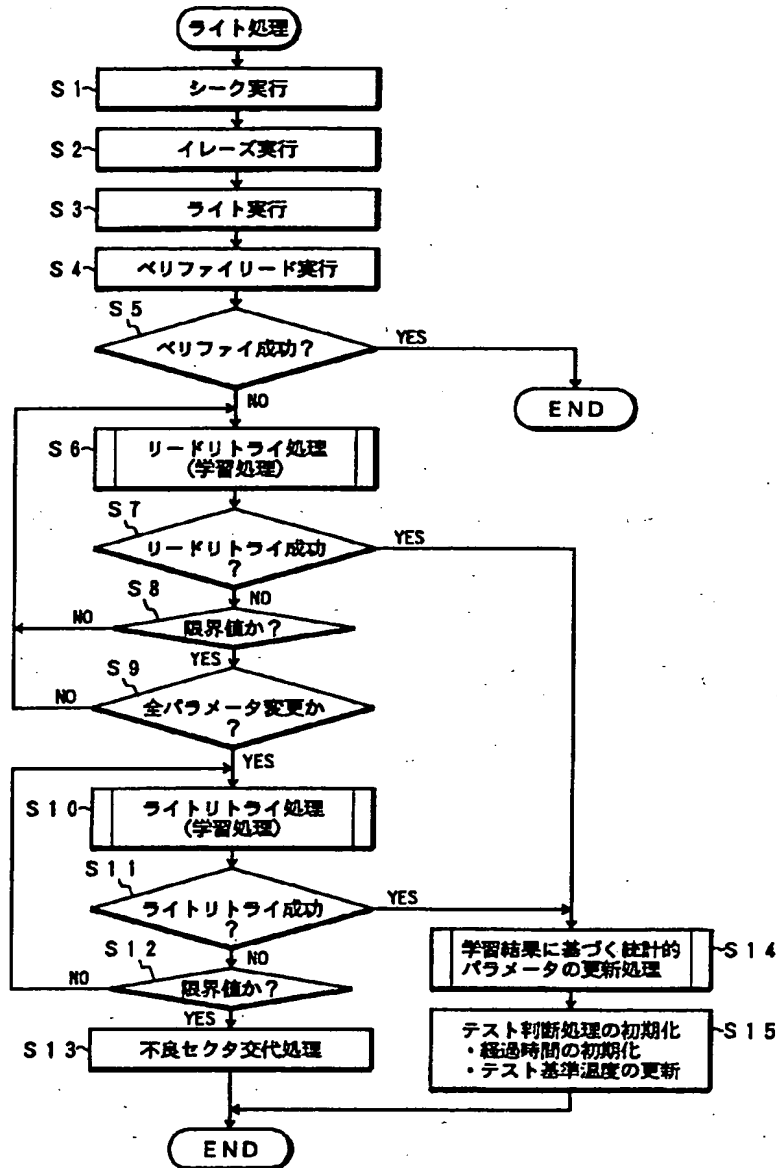 ライト処理
S1
シーク実行
S2
イレーズ実行
S3
ライト実行
S4
ベリファイリード実行
S5
ベリファイ成功?
YES
END
NO
S6
リードリトライ処理
(学習処理)
S7
リードリトライ成功
?
YES
NO
S8
限界値か?
NO
YES
S9
全パラメータ変更か
?
NO
YES
S10
ライトリトライ処理
(学習処理)
S11
ライトリトライ成功
?
YES
NO
S12
限界値か?
NO
YES
S13
不良セクタ交代処理
学習結果に基づく統計的
パラメータの更新処理
S14
テスト判断処理の初期化
・経過時間の初期化
・テスト基準温度の更新
S15
END